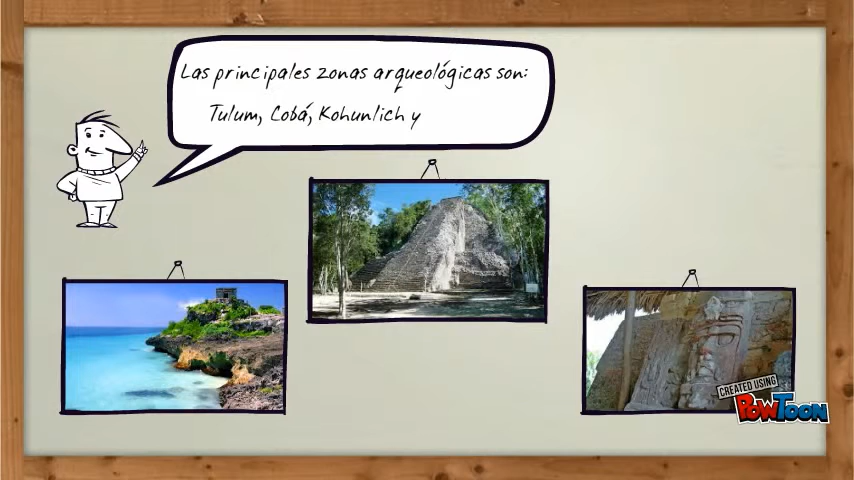 Las principales zonas arqueológicas son:
Tulum, Cobá, Kohunlich y
CREATED USING
PowToon